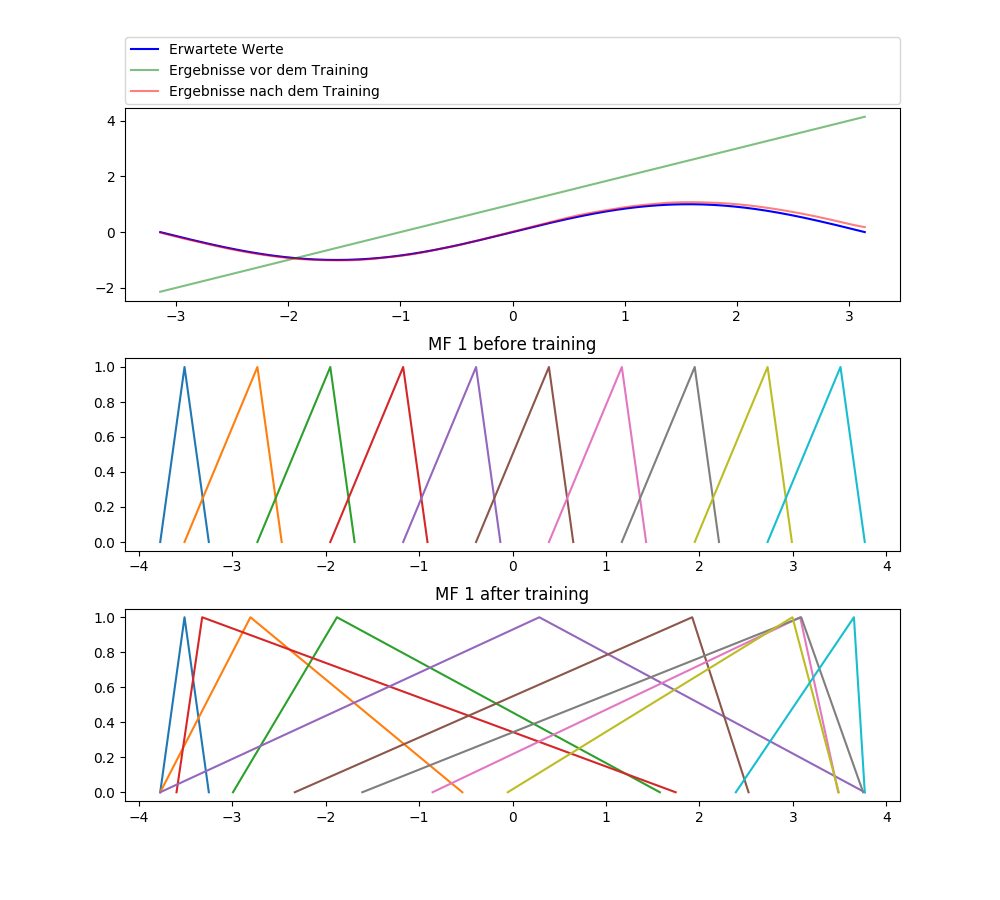 Erwartete Werte
Ergebnisse vor dem Training
Ergebnisse nach dem Training
4
2
0
−2
−3 −2 −1 0 1 2 3
MF 1 before training
1.0
0.8
0.6
0.4
0.2
0.0
−4 −3 −2 −1 0 1 2 3 4
MF 1 after training
1.0
0.8
0.6
0.4
0.2
0.0
−4 −3 −2 −1 0 1 2 3 4